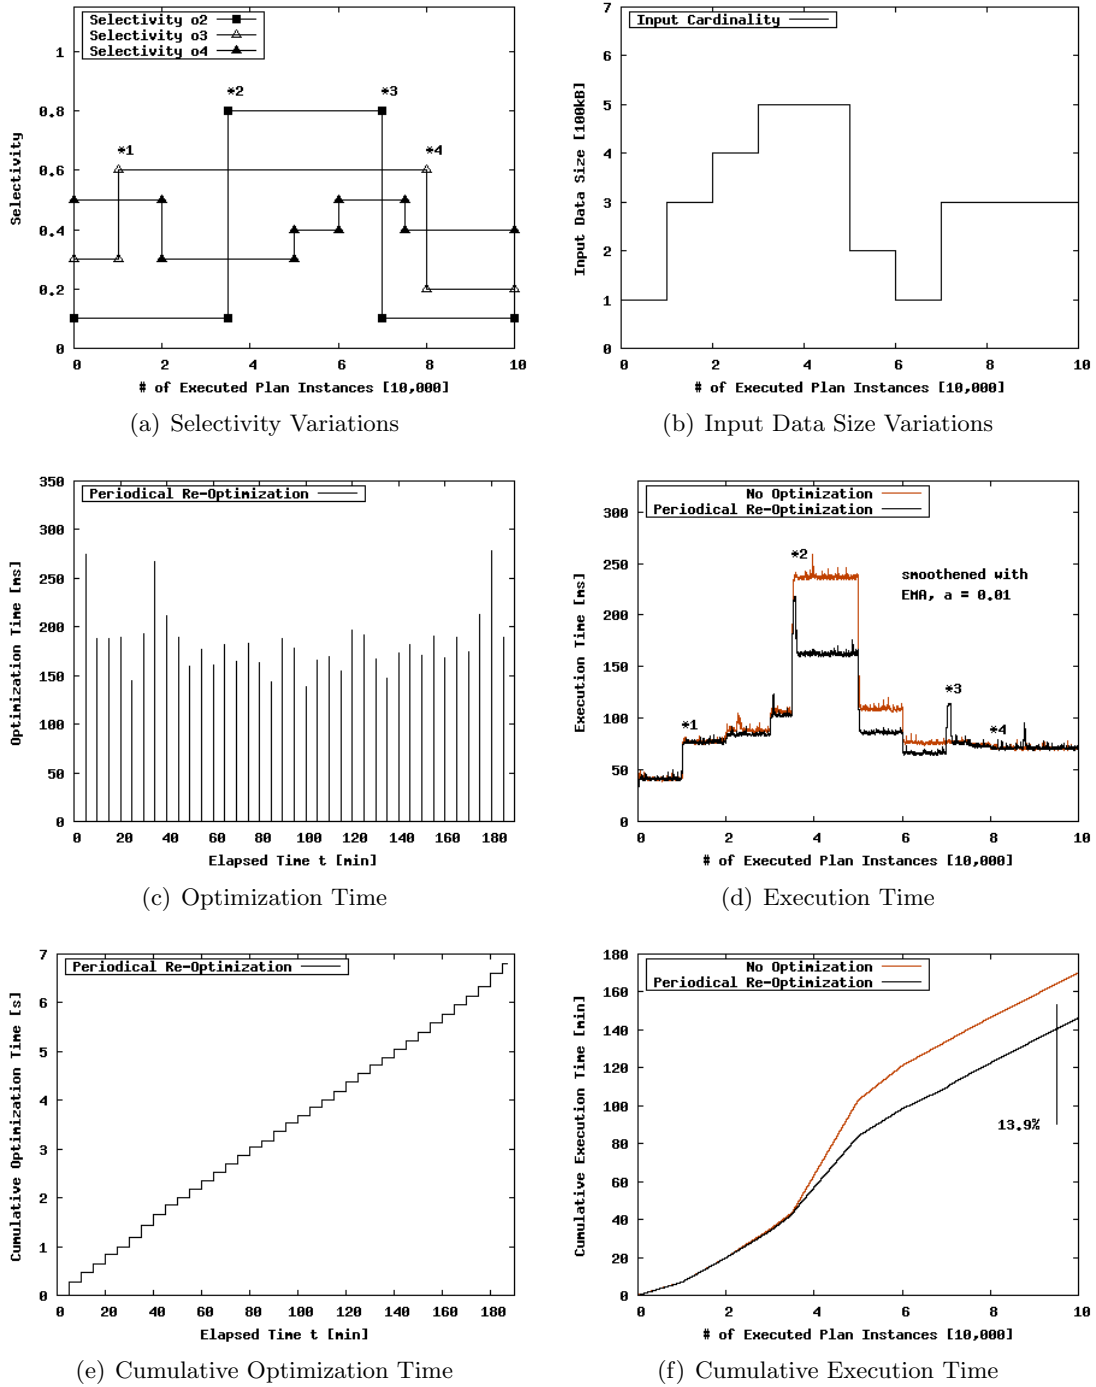 Selectivity o2
Selectivity o3
Selectivity o4
1
0.8
0.6
0.4
0.2
0
Selectivity
*1
*2
*3
*4
0 2 4 6 8 10
# of Executed Plan Instances [10,000]
(a) Selectivity Variations
Input Cardinality
7
6
5
4
3
2
1
0
Input Data Size [100kB]
0 2 4 6 8 10
# of Executed Plan Instances [10,000]
(b) Input Data Size Variations
Periodical Re-Optimization
350
300
250
200
150
100
50
0
Optimization Time [ms]
0 20 40 60 80 100 120 140 160 180
Elapsed Time t [min]
(c) Optimization Time
No Optimization
Periodical Re-Optimization
300
250
200
150
100
50
0
Execution Time [ms]
*1
*2
*3
*4
smoothened with
EMA, a = 0.01
0 2 4 6 8 10
# of Executed Plan Instances [10,000]
(d) Execution Time
Periodical Re-Optimization
7
6
5
4
3
2
1
0
Cumulative Optimization Time [s]
0 20 40 60 80 100 120 140 160 180
Elapsed Time t [min]
(e) Cumulative Optimization Time
No Optimization
Periodical Re-Optimization
180
160
140
120
100
80
60
40
20
0
Cumulative Execution Time [min]
13.9%
0 2 4 6 8 10
# of Executed Plan Instances [10,000]
(f) Cumulative Execution Time